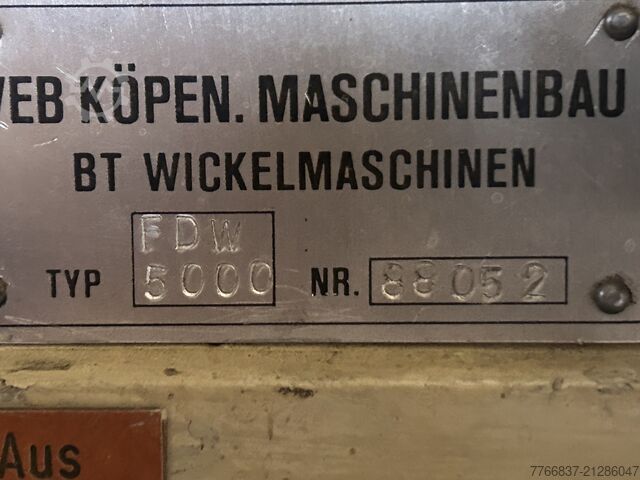 VEB KÖPEN. MASCHINENBAU
BT WICKELMASCHINEN
FDW
TYP 5000 NR. 88052
Aus
7766837-21286047